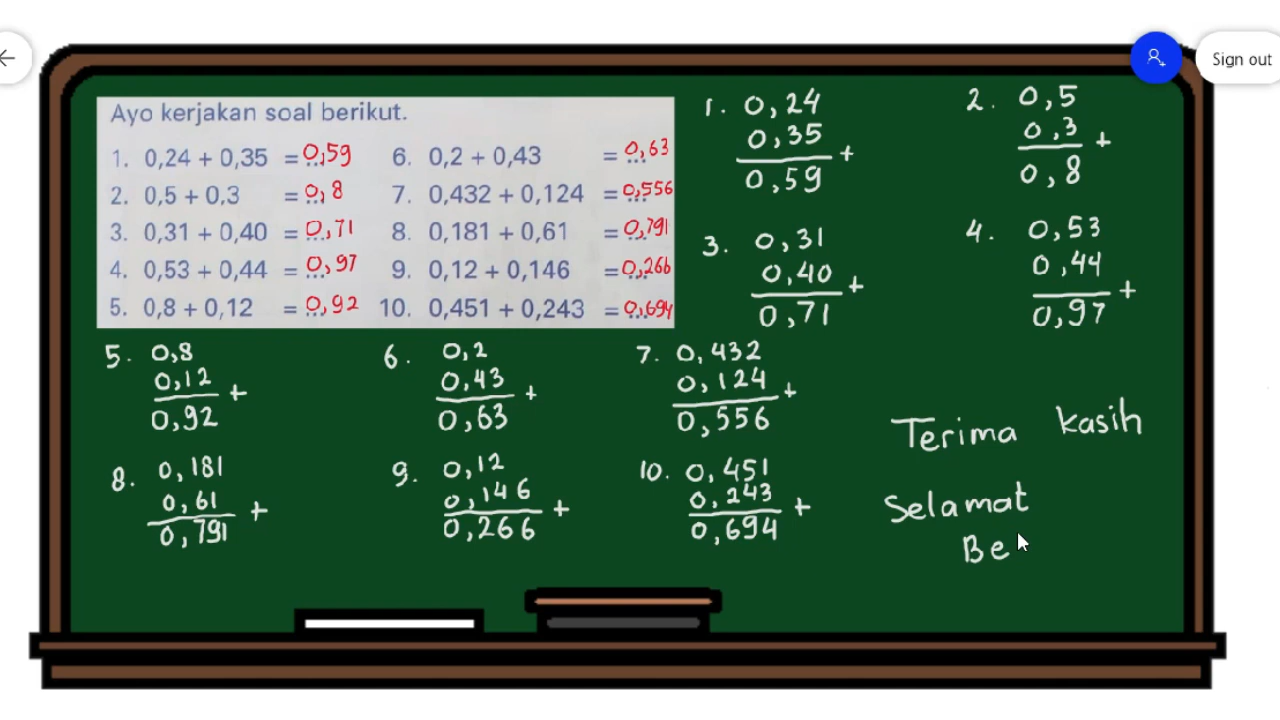 Sign out
Ayo kerjakan soal berikut.
1. 0,24 + 0,35 = 0,59
2. 0,5 + 0,3 = 0,8
3. 0,31 + 0,40 = 0,71
4. 0,53 + 0,44 = 0,97
5. 0,8 + 0,12 = 0,92
6. 0,2 + 0,43 = 0,63
7. 0,432 + 0,124 = 0,556
8. 0,181 + 0,61 = 0,791
9. 0,12 + 0,146 = 0,266
10. 0,451 + 0,243 = 0,694
1. 0,24
0,35 +
0,59
2. 0,5
0,3 +
0,8
3. 0,31
0,40 +
0,71
4. 0,53
0,44 +
0,97
5. 0,8
0,12 +
0,92
6. 0,2
0,43 +
0,63
7. 0,432
0,124 +
0,556
8. 0,181
0,61 +
0,791
9. 0,12
0,146 +
0,266
10. 0,451
0,243 +
0,694
Terima kasih
Selamat
Be